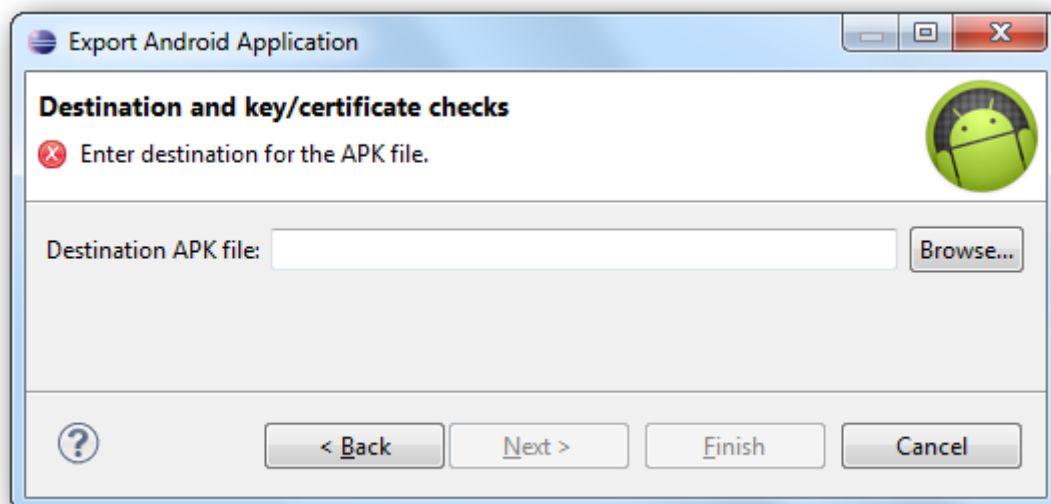 Export Android Application
Destination and key/certificate checks
Enter destination for the APK file.
Destination APK file:
Browse...
?
< Back
Next >
Finish
Cancel